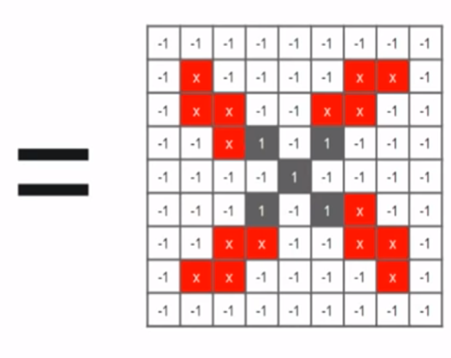 =
-1 -1 -1 -1 -1 -1 -1 -1 -1
-1 x -1 -1 -1 -1 x x -1
-1 x x -1 -1 x x -1 -1
-1 -1 x 1 -1 1 -1 -1 -1
-1 -1 -1 -1 1 -1 -1 -1 -1
-1 -1 -1 1 -1 1 x -1 -1
-1 -1 x x -1 -1 x x -1
-1 x x -1 -1 -1 -1 x -1
-1 -1 -1 -1 -1 -1 -1 -1 -1